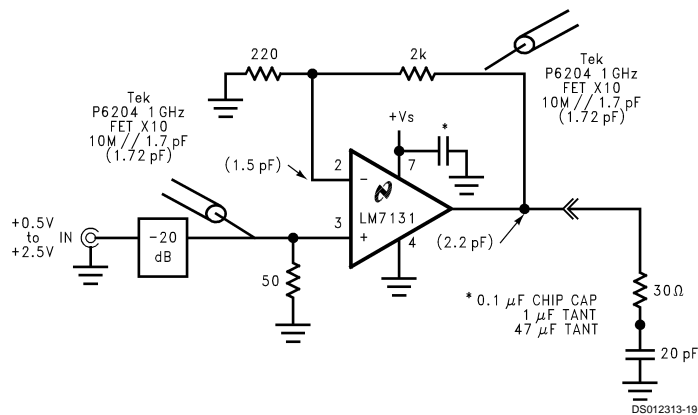 220
2k
Tek
P6204 1 GHz
FET X10
10M // 1.7 pF
(1.72 pF)
Tek
P6204 1 GHz
FET X10
10M // 1.7 pF
(1.72 pF)
+Vs
*
(1.5 pF)
2
7
-
LM7131
3
+
4
(2.2 pF)
+0.5V
to
+2.5V
IN
-20
dB
50
30Ω
* 0.1 µF CHIP CAP
1 µF TANT
47 µF TANT
20 pF
DS012313-19